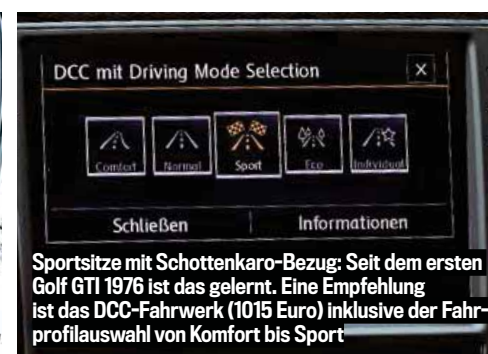 DCC mit Driving Mode Selection X
Comfort Normal Sport Eco Individual
Schließen Informationen
Sportsitze mit Schottenkaro-Bezug: Seit dem ersten
Golf GTI 1976 ist das gelernt. Eine Empfehlung
ist das DCC-Fahrwerk (1015 Euro) inklusive der Fahr-
profilauswahl von Komfort bis Sport